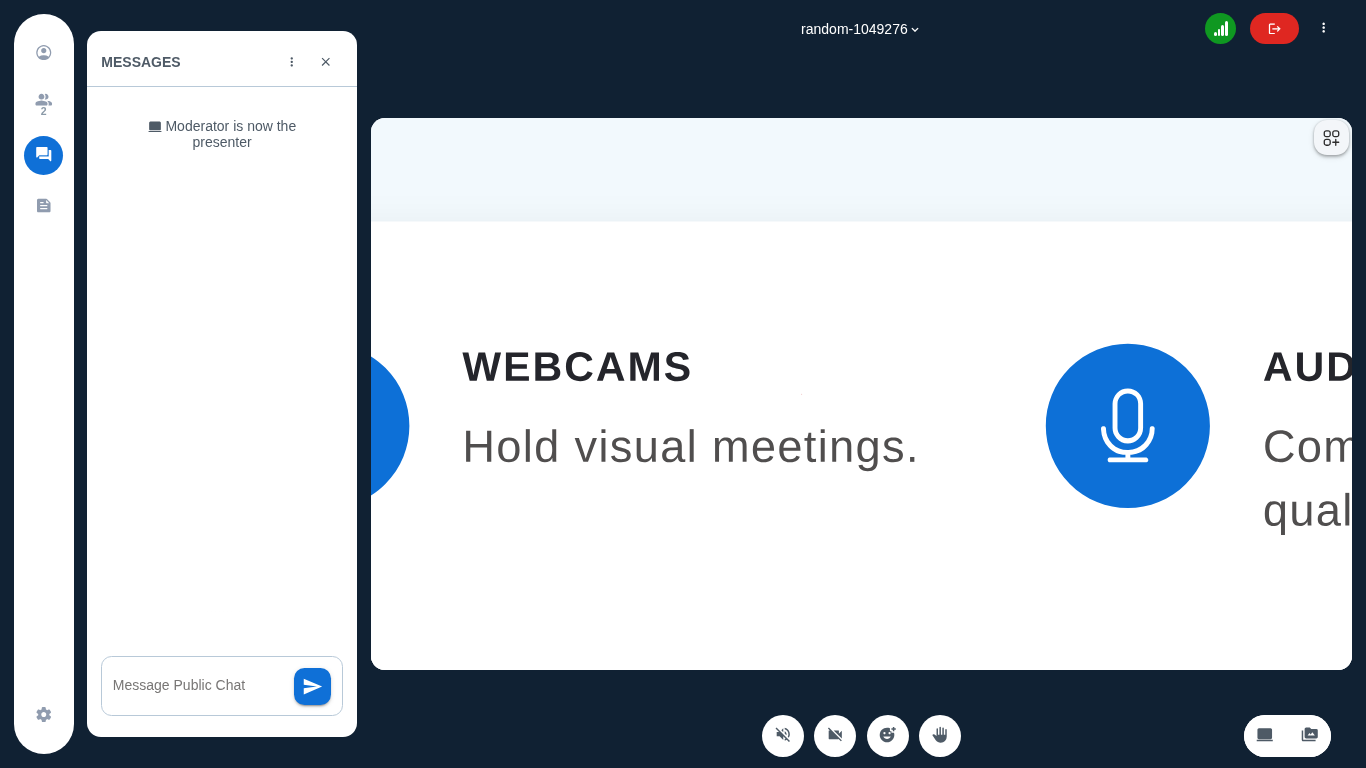 random-1049276
MESSAGES
2
Moderator is now the
presenter
WEBCAMS
Hold visual meetings.
AUD
Com
qual
Message Public Chat